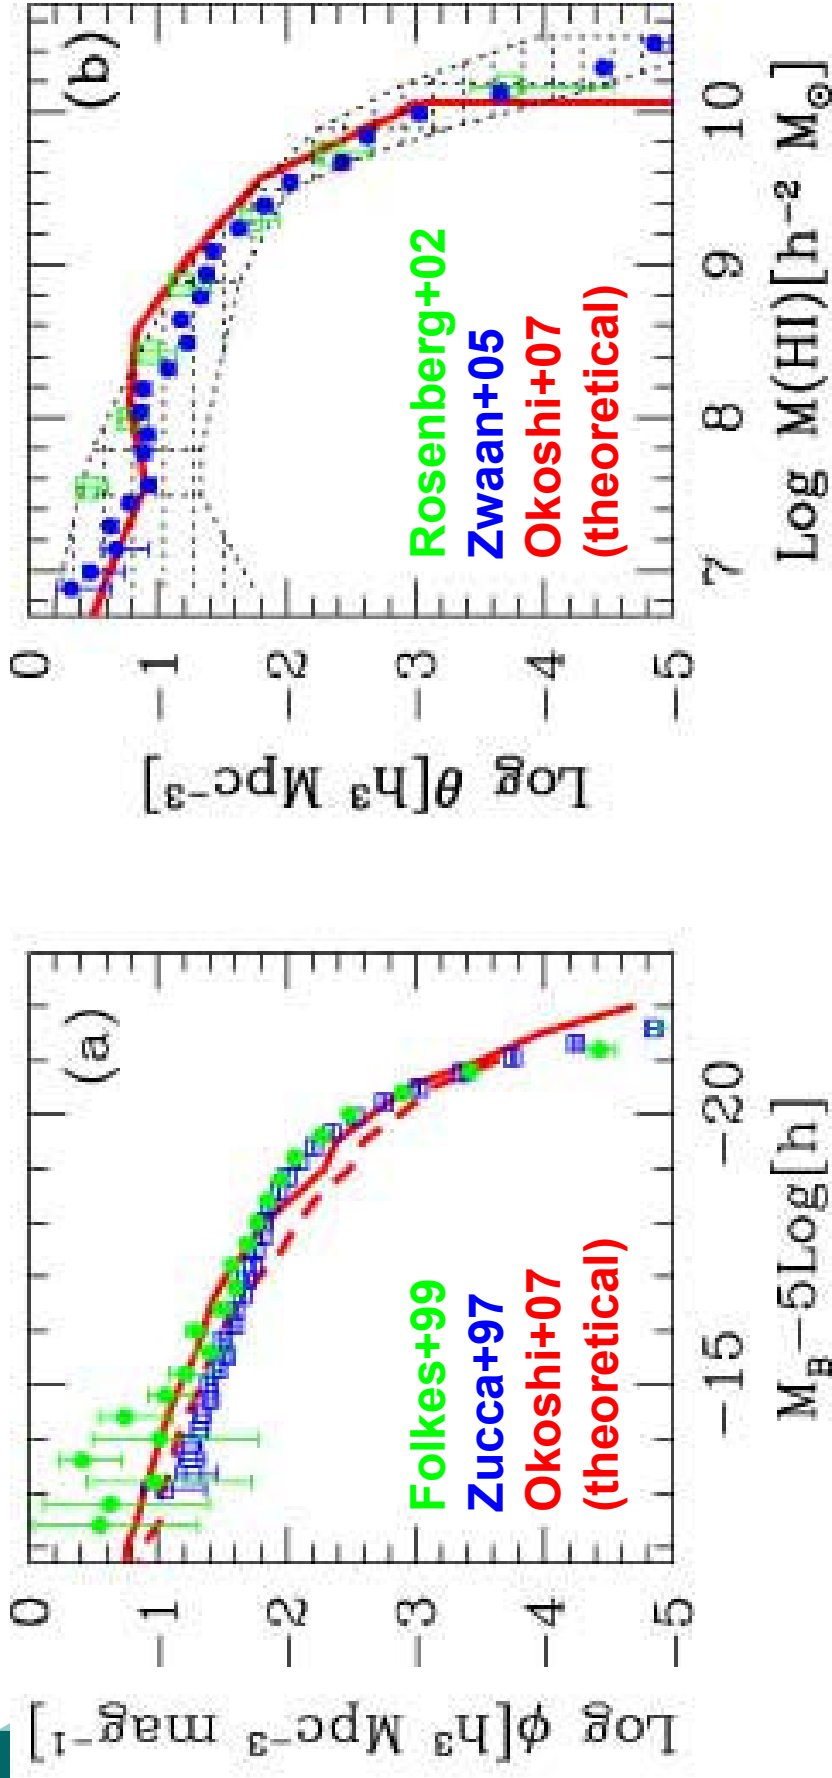 (a)
0
−1
−2
−3
−4
−5
Log ϕ[h³ Mpc⁻³ mag⁻¹]
Folkes+99
Zucca+97
Okoshi+07
(theoretical)
−15
−20
M_B−5Log[h]
(b)
0
−1
−2
−3
−4
−5
Log θ[h³ Mpc⁻³]
Rosenberg+02
Zwaan+05
Okoshi+07
(theoretical)
7
8
9
10
Log M(HI)[h⁻² M⊙]